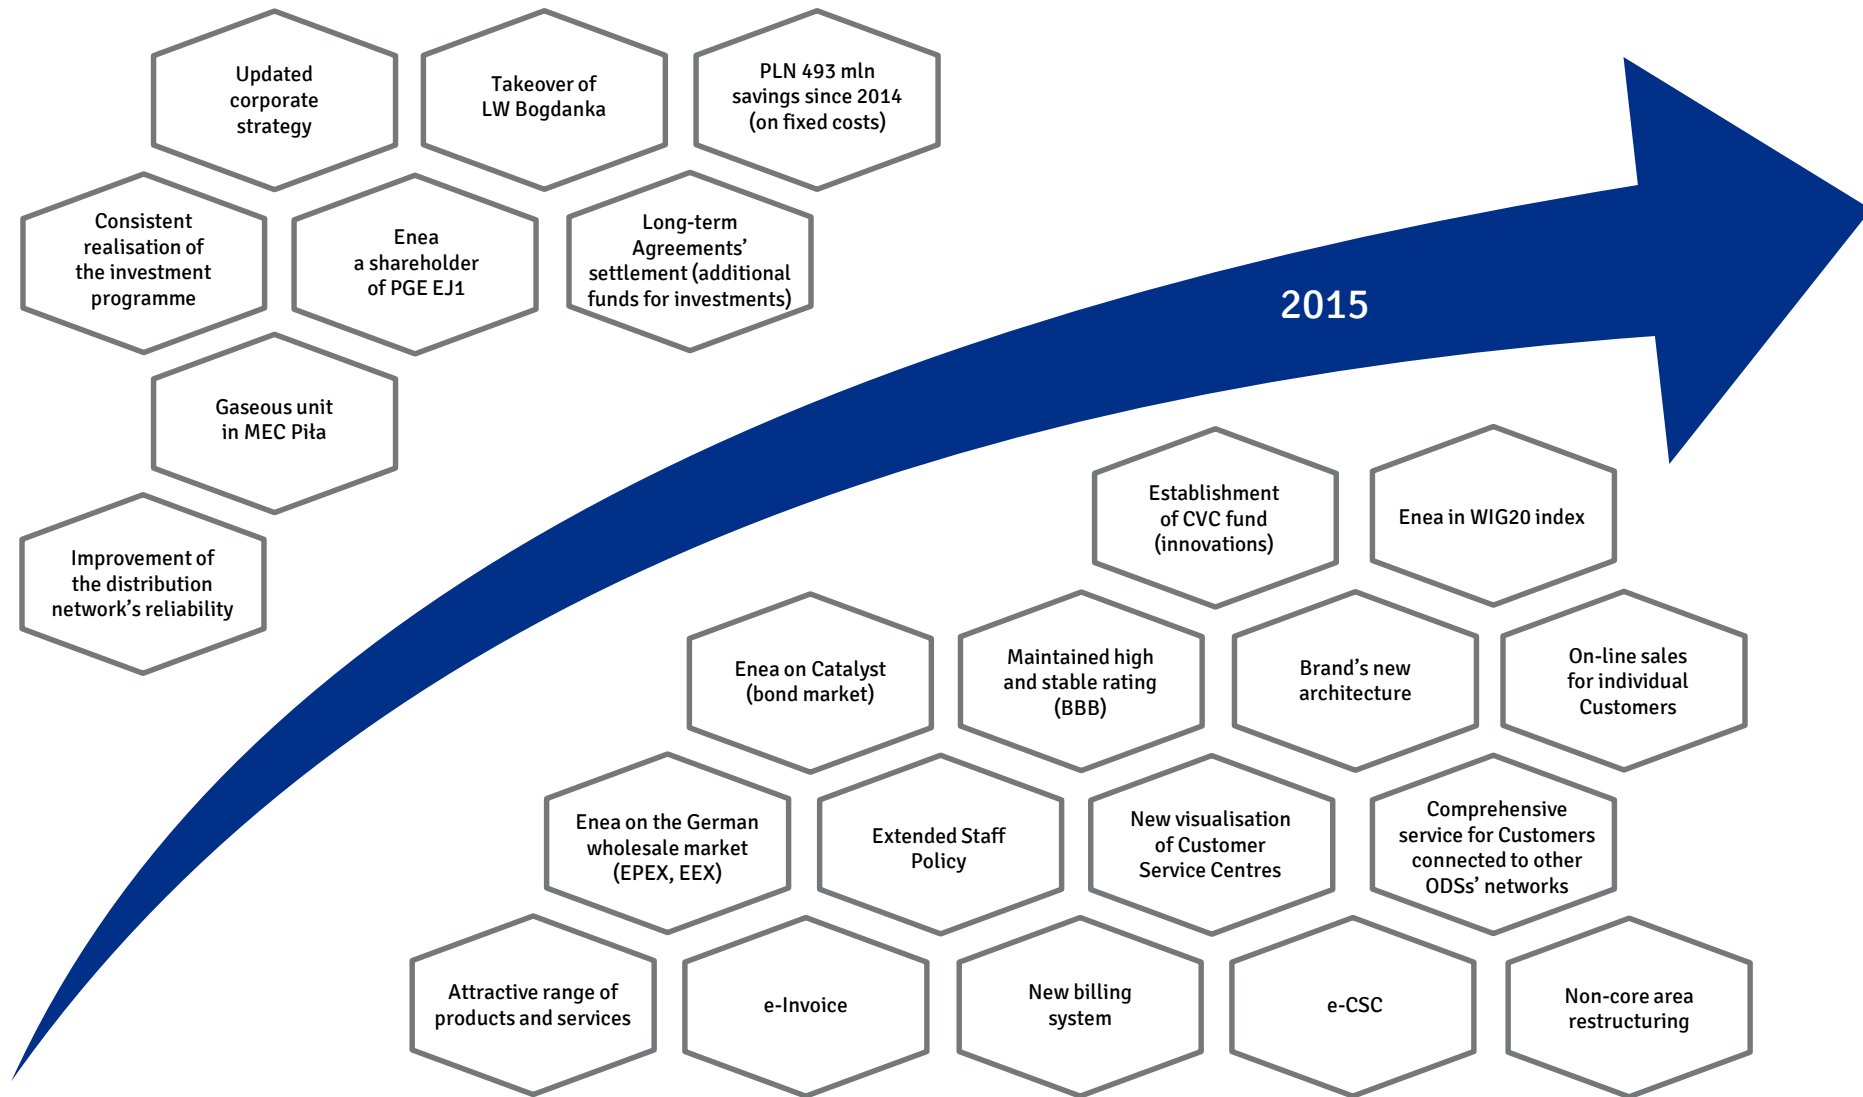 Updated
corporate
strategy
Takeover of
LW Bogdanka
PLN 493 mln
savings since 2014
(on fixed costs)
Consistent
realisation of
the investment
programme
Enea
a shareholder
of PGE EJ1
Long-term
Agreements’
settlement (additional
funds for investments)
2015
Gaseous unit
in MEC Piła
Improvement of
the distribution
network’s reliability
Establishment
of CVC fund
(innovations)
Enea in WIG20 index
Enea on Catalyst
(bond market)
Maintained high
and stable rating
(BBB)
Brand’s new
architecture
On-line sales
for individual
Customers
Enea on the German
wholesale market
(EPEX, EEX)
Extended Staff
Policy
New visualisation
of Customer
Service Centres
Comprehensive
service for Customers
connected to other
ODSs’ networks
Attractive range of
products and services
e-Invoice
New billing
system
e-CSC
Non-core area
restructuring